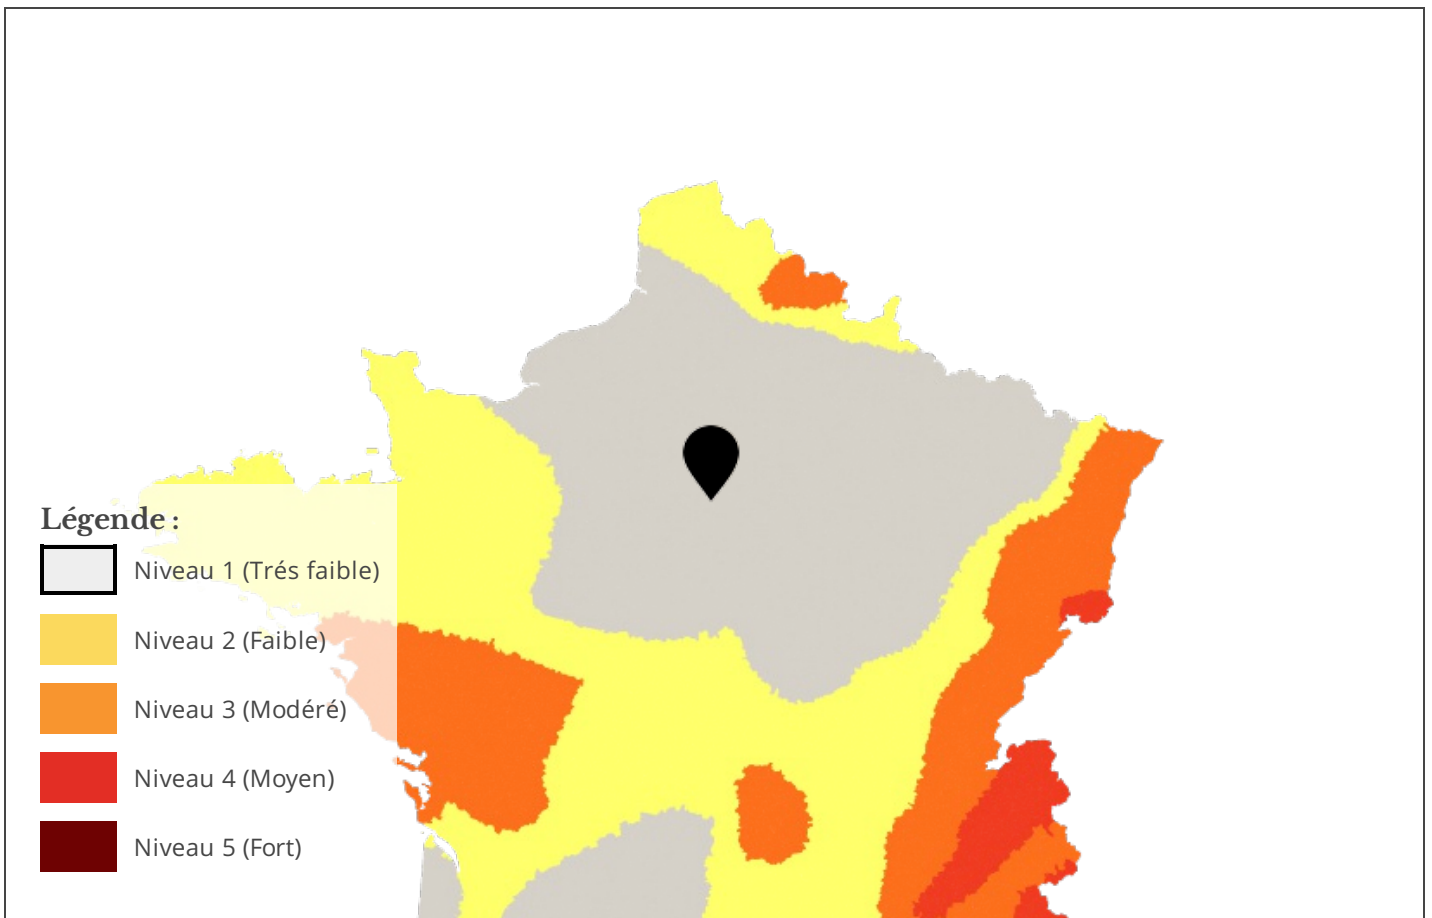 Légende :
Niveau 1 (Trés faible)
Niveau 2 (Faible)
Niveau 3 (Modéré)
Niveau 4 (Moyen)
Niveau 5 (Fort)